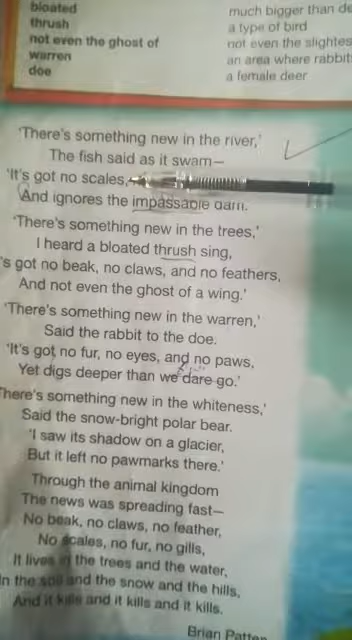 bloated much bigger than
thrush a type of bird
not even the ghost of not even the
warren an area where
doe a female deer
'There's something new in the river,'
The fish said as it swam—
'It's got no scales,
And ignores the impassable dam.
'There's something new in the trees,'
I heard a bloated thrush sing,
's got no beak, no claws, and no feathers,
And not even the ghost of a wing.'
'There's something new in the warren,'
Said the rabbit to the doe.
'It's got no fur, no eyes, and no paws,
Yet digs deeper than we dare go.'
There's something new in the whiteness,'
Said the snow-bright polar bear.
'I saw its shadow on a glacier,
But it left no pawmarks there.'
Through the animal kingdom
The news was spreading fast—
No beak, no claws, no feather,
No scales, no fur, no gills,
It lives in the trees and the water,
In the soil and the snow and the hills,
And it kills and it kills and it kills.
Brian Patten